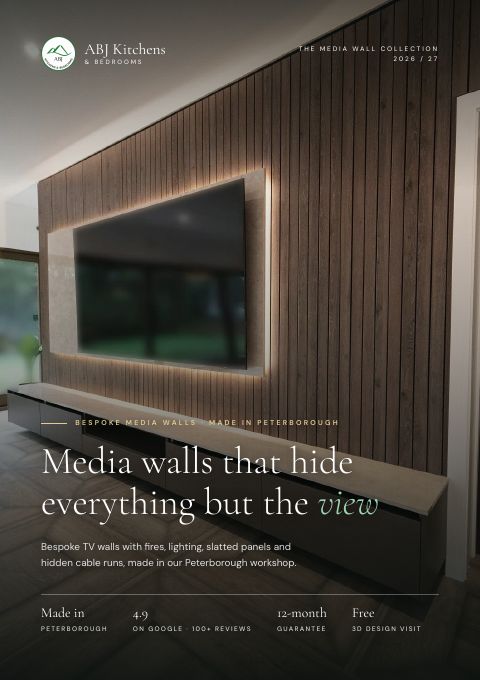 ABJ
ABJ Kitchens
& BEDROOMS
THE MEDIA WALL COLLECTION
2026 / 27
BESPOKE MEDIA WALLS · MADE IN PETERBOROUGH
Media walls that hide
everything but the view
Bespoke TV walls with fires, lighting, slatted panels and
hidden cable runs, made in our Peterborough workshop.
Made in
PETERBOROUGH
4.9
ON GOOGLE · 100+ REVIEWS
12-month
GUARANTEE
Free
3D DESIGN VISIT